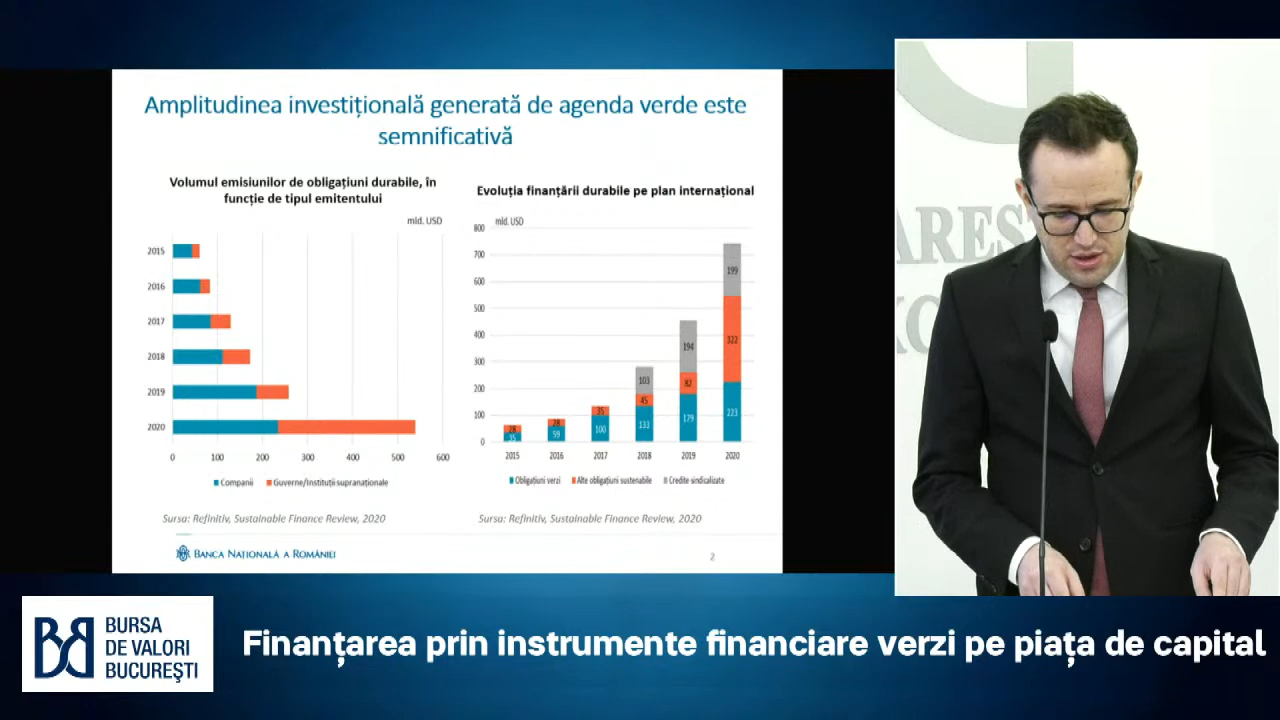 Amplitudinea investițională generată de agenda verde este
semnificativă
Volumul emisiunilor de obligațiuni durabile, în
funcție de tipul emitentului
mld. USD
2015
2016
2017
2018
2019
2020
0 100 200 300 400 500 600
Companii Guverne/Instituții supranaționale
Sursa: Refinitiv, Sustainable Finance Review, 2020
Evoluția finanțării durabile pe plan internațional
mld. USD
800
700
600
500
400
300
200
100
0
28
35
28
59
35
100
103
45
133
194
82
179
199
322
223
2015 2016 2017 2018 2019 2020
Obligațiuni verzi Alte obligațiuni sustenabile Credite sindicalizate
Sursa: Refinitiv, Sustainable Finance Review, 2020
BANCA NAȚIONALĂ A ROMÂNIEI
2
BURSA
DE VALORI
BUCUREŞTI
Finanțarea prin instrumente financiare verzi pe piața de capital